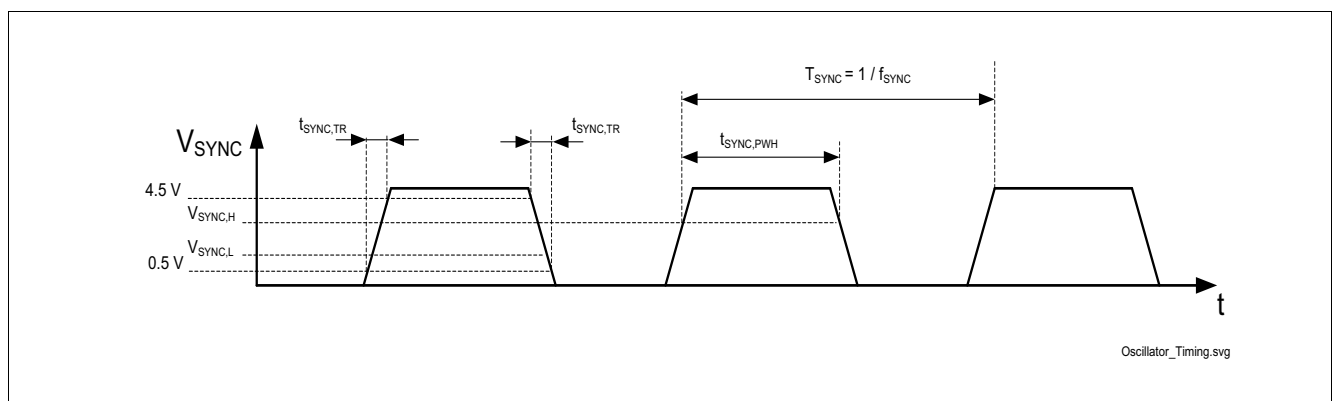 T_SYNC = 1 / f_SYNC
t_SYNC,TR
t_SYNC,TR
t_SYNC,PWH
V_SYNC
4.5 V
V_SYNC,H
V_SYNC,L
0.5 V
t
Oscillator_Timing.svg